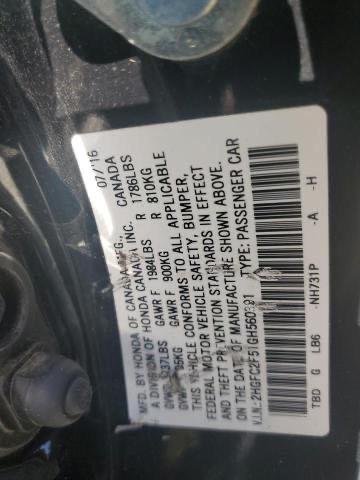 MFD. BY HONDA OF CANADA MFG., 07/16
A DIVISION OF HONDA CANADA INC. CANADA
GAWR F 1984LBS R 1786LBS
GAWR F 900KG R 810KG
THIS VEHICLE CONFORMS TO ALL APPLICABLE
FEDERAL MOTOR VEHICLE SAFETY, BUMPER,
AND THEFT PREVENTION STANDARDS IN EFFECT
ON THE DATE OF MANUFACTURE SHOWN ABOVE.
V.I.N.: TYPE: PASSENGER CAR
TBD G LB6 -NH731P -A -H